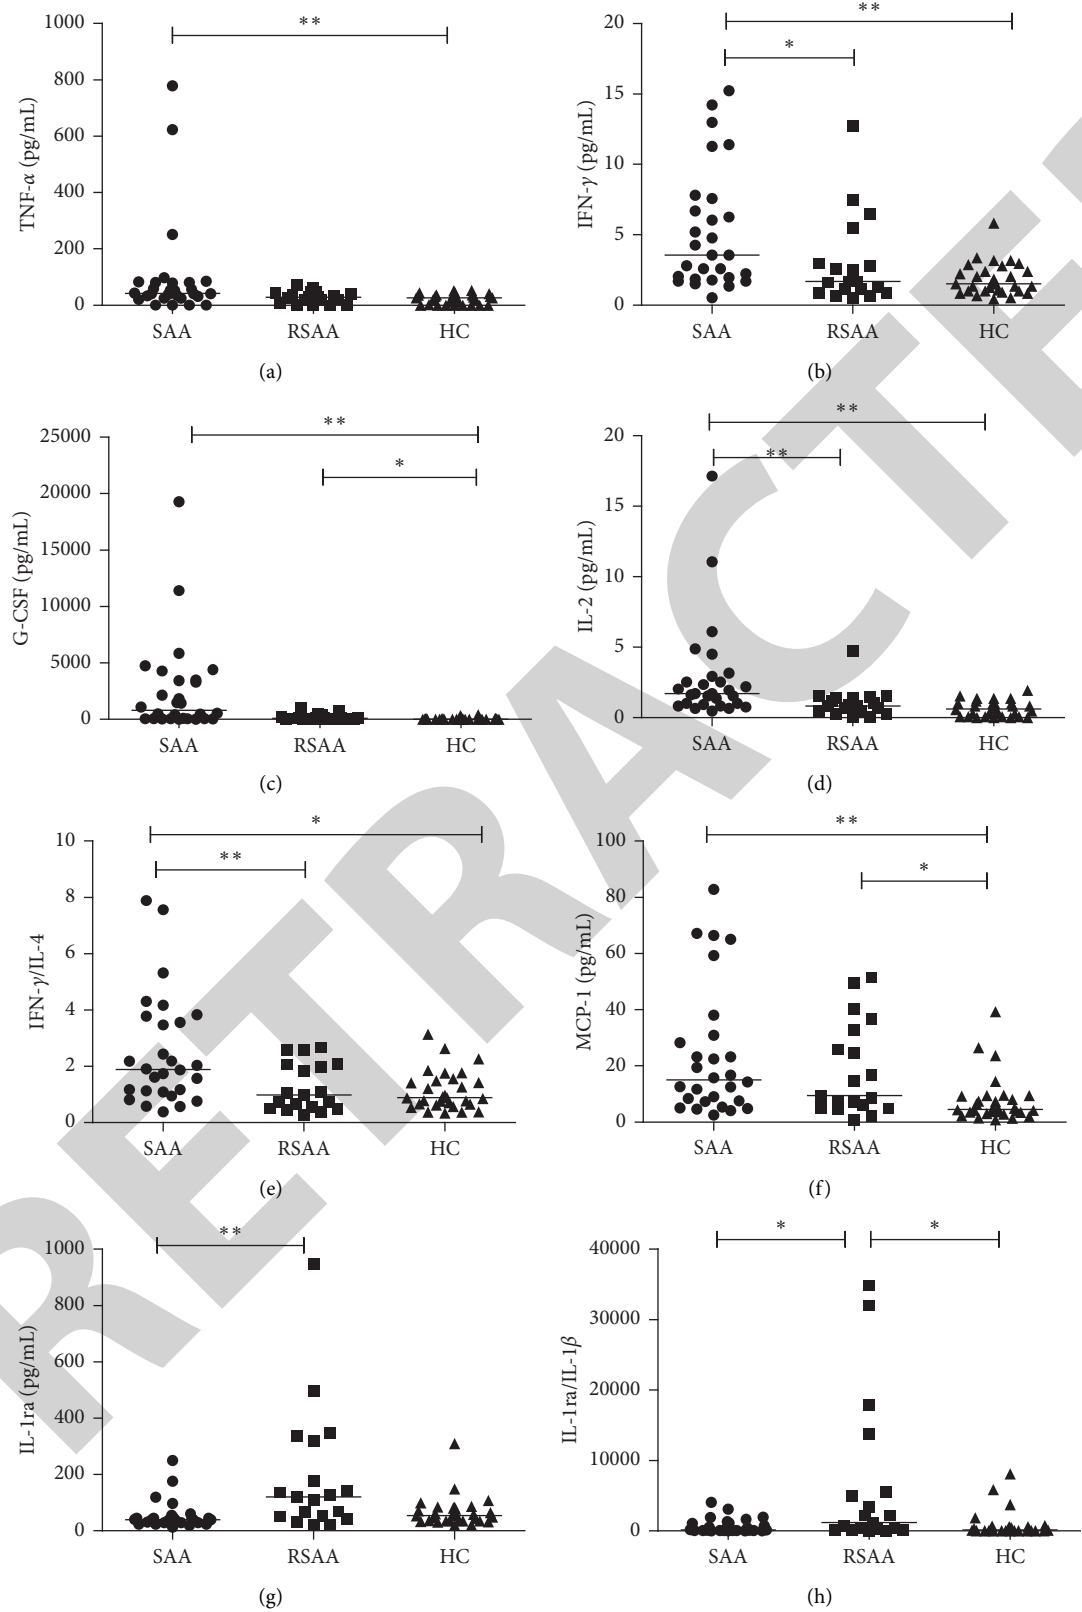 1000
800
600
400
200
0
TNF-α (pg/mL)
**
SAA RSAA HC
(a)
20
15
10
5
0
IFN-γ (pg/mL)
**
*
SAA RSAA HC
(b)
25000
20000
15000
10000
5000
0
G-CSF (pg/mL)
**
*
SAA RSAA HC
(c)
20
15
10
5
0
IL-2 (pg/mL)
**
**
SAA RSAA HC
(d)
10
8
6
4
2
0
IFN-γ/IL-4
*
**
SAA RSAA HC
(e)
100
80
60
40
20
0
MCP-1 (pg/mL)
**
*
SAA RSAA HC
(f)
1000
800
600
400
200
0
IL-1ra (pg/mL)
**
SAA RSAA HC
(g)
40000
30000
20000
10000
0
IL-1ra/IL-1β
*
*
SAA RSAA HC
(h)
RETRACTE